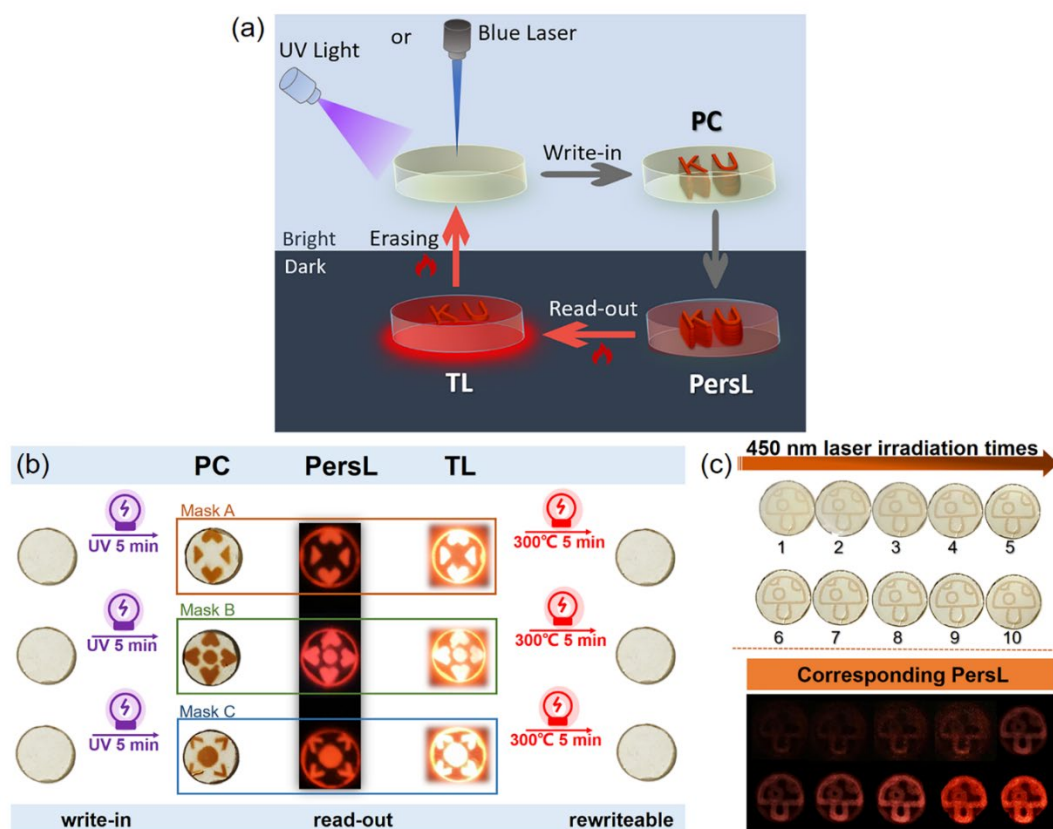 (a)
or
Blue Laser
UV Light
PC
Write-in
K U
Erasing
Bright
Dark
K U
Read-out
K U
TL
PersL
(b)
PC PersL TL
Mask A
UV 5 min
300℃ 5 min
Mask B
UV 5 min
300℃ 5 min
Mask C
UV 5 min
300℃ 5 min
write-in read-out rewriteable
(c)
450 nm laser irradiation times
1 2 3 4 5
6 7 8 9 10
Corresponding PersL